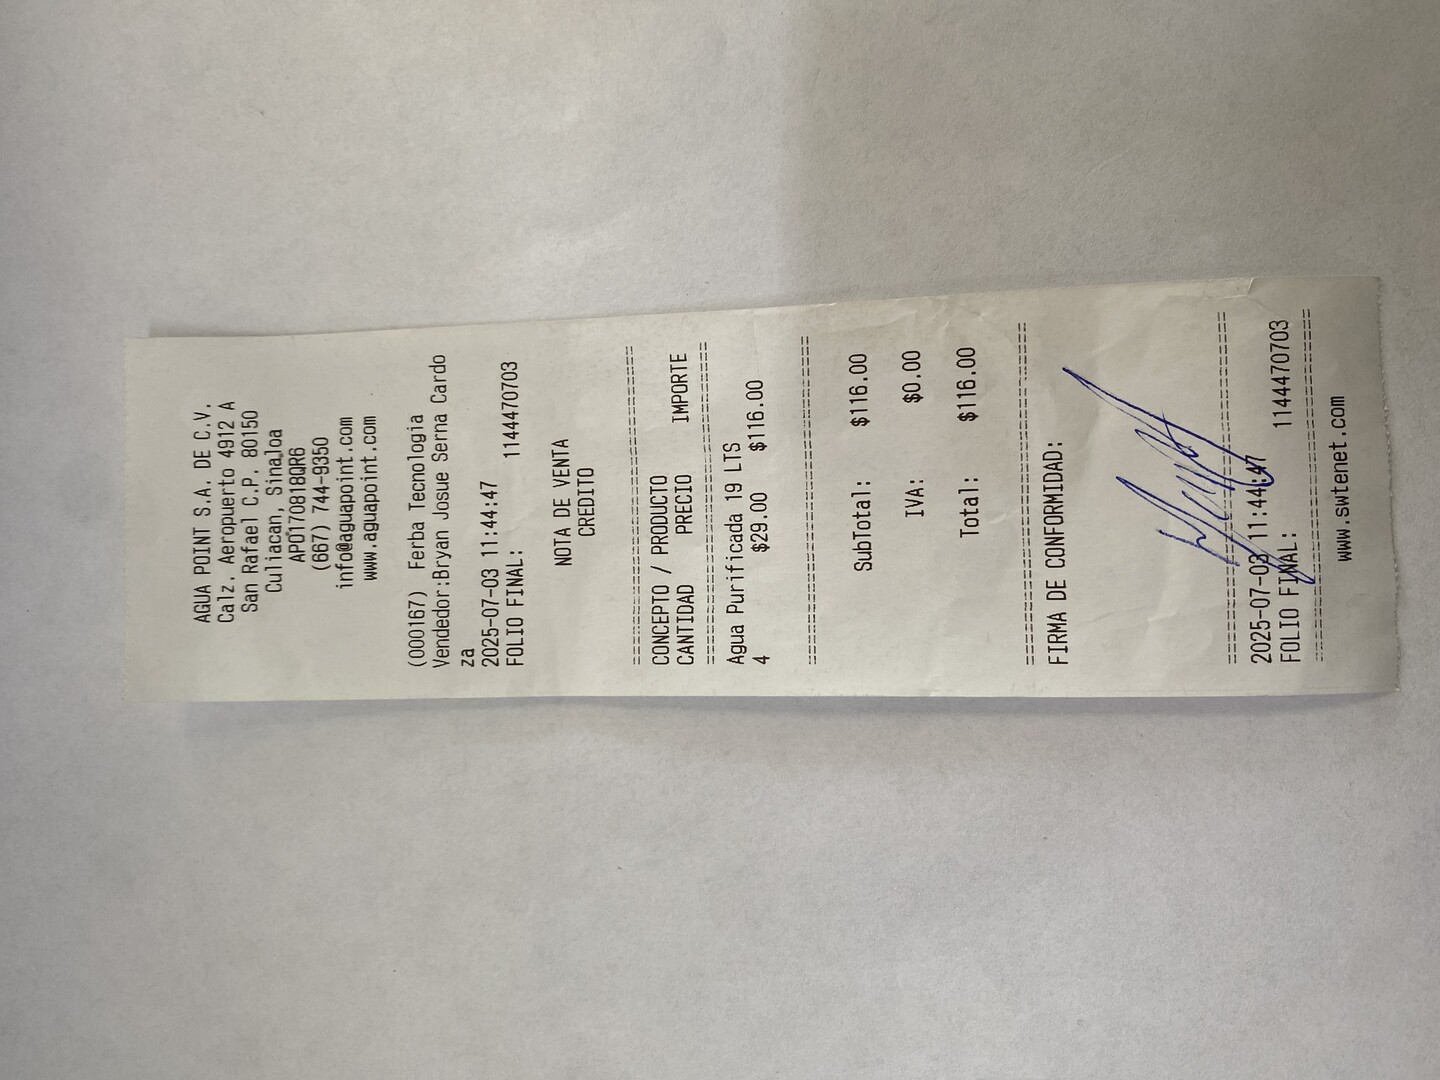 AGUA POINT S.A. DE C.V.
Calz. Aeropuerto 4912 A
San Rafael C.P. 80150
Culiacan, Sinaloa
APO170818QR6
(667) 744-9350
info@aguapoint.com
www.aguapoint.com
(000167) Ferba Tecnologia
Vendedor:Bryan Josue Serna Cardo
za
2025-07-03 11:44:47
FOLIO FINAL: 1144470703
NOTA DE VENTA
CREDITO
================================
CONCEPTO / PRODUCTO
CANTIDAD PRECIO IMPORTE
================================
Agua Purificada 19 LTS
4 $29.00 $116.00
================================
SubTotal: $116.00
IVA: $0.00
Total: $116.00
================================
FIRMA DE CONFORMIDAD:
================================
2025-07-03 11:44:47
FOLIO FINAL: 1144470703
================================
www.swtenet.com